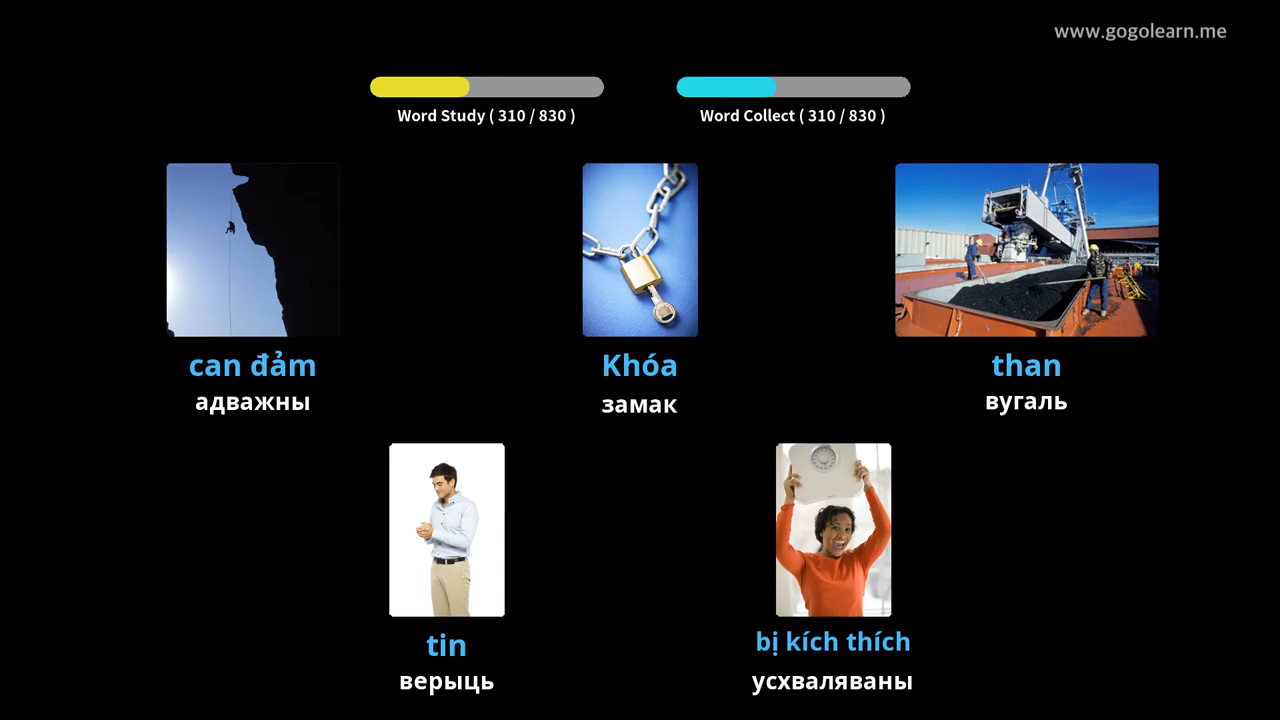 www.gogolearn.me
Word Study ( 310 / 830 )
Word Collect ( 310 / 830 )
can đảm
адважны
Khóa
замак
than
вугаль
tin
верыць
bị kích thích
усхваляваны